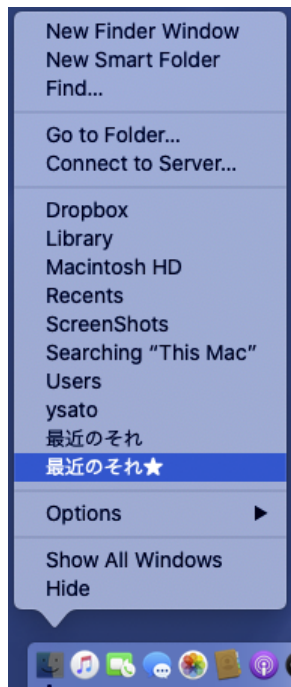 New Finder Window
New Smart Folder
Find...
Go to Folder...
Connect to Server...
Dropbox
Library
Macintosh HD
Recents
ScreenShots
Searching “This Mac”
Users
ysato
最近のそれ
最近のそれ★
Options
Show All Windows
Hide